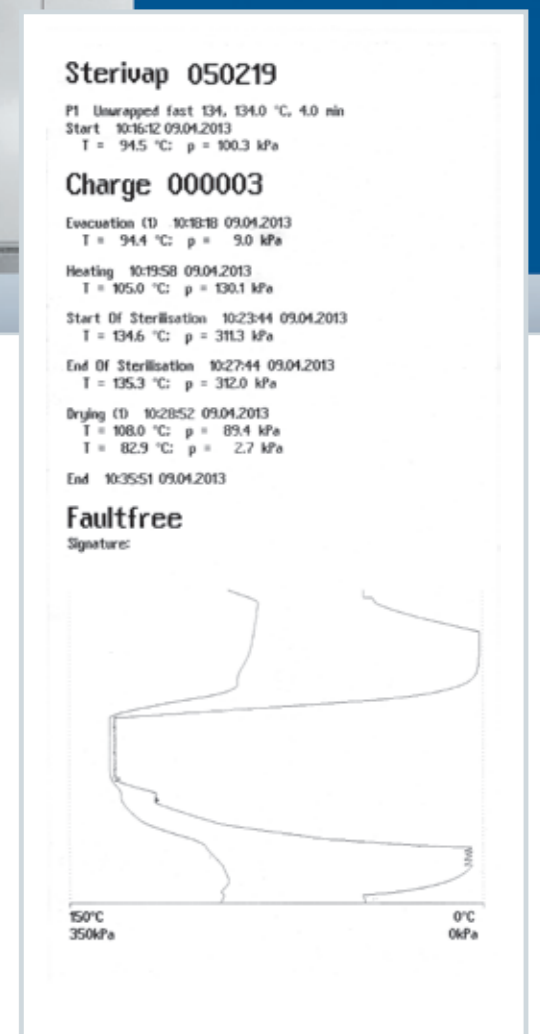 Sterivap 050219
P1 Unwrapped fast 134, 134.0 °C, 4.0 min
Start 10:16:12 09.04.2013
T = 94.5 °C; p = 100.3 kPa
Charge 000003
Evacuation (1) 10:18:18 09.04.2013
T = 94.4 °C; p = 9.0 kPa
Heating 10:19:58 09.04.2013
T = 105.0 °C; p = 130.1 kPa
Start Of Sterilisation 10:23:44 09.04.2013
T = 134.6 °C; p = 311.3 kPa
End Of Sterilisation 10:27:44 09.04.2013
T = 135.3 °C; p = 312.0 kPa
Drying (1) 10:28:52 09.04.2013
T = 108.0 °C; p = 89.4 kPa
T = 82.9 °C; p = 2.7 kPa
End 10:35:51 09.04.2013
Faultfree
Signature:
150°C 0°C
350kPa 0kPa